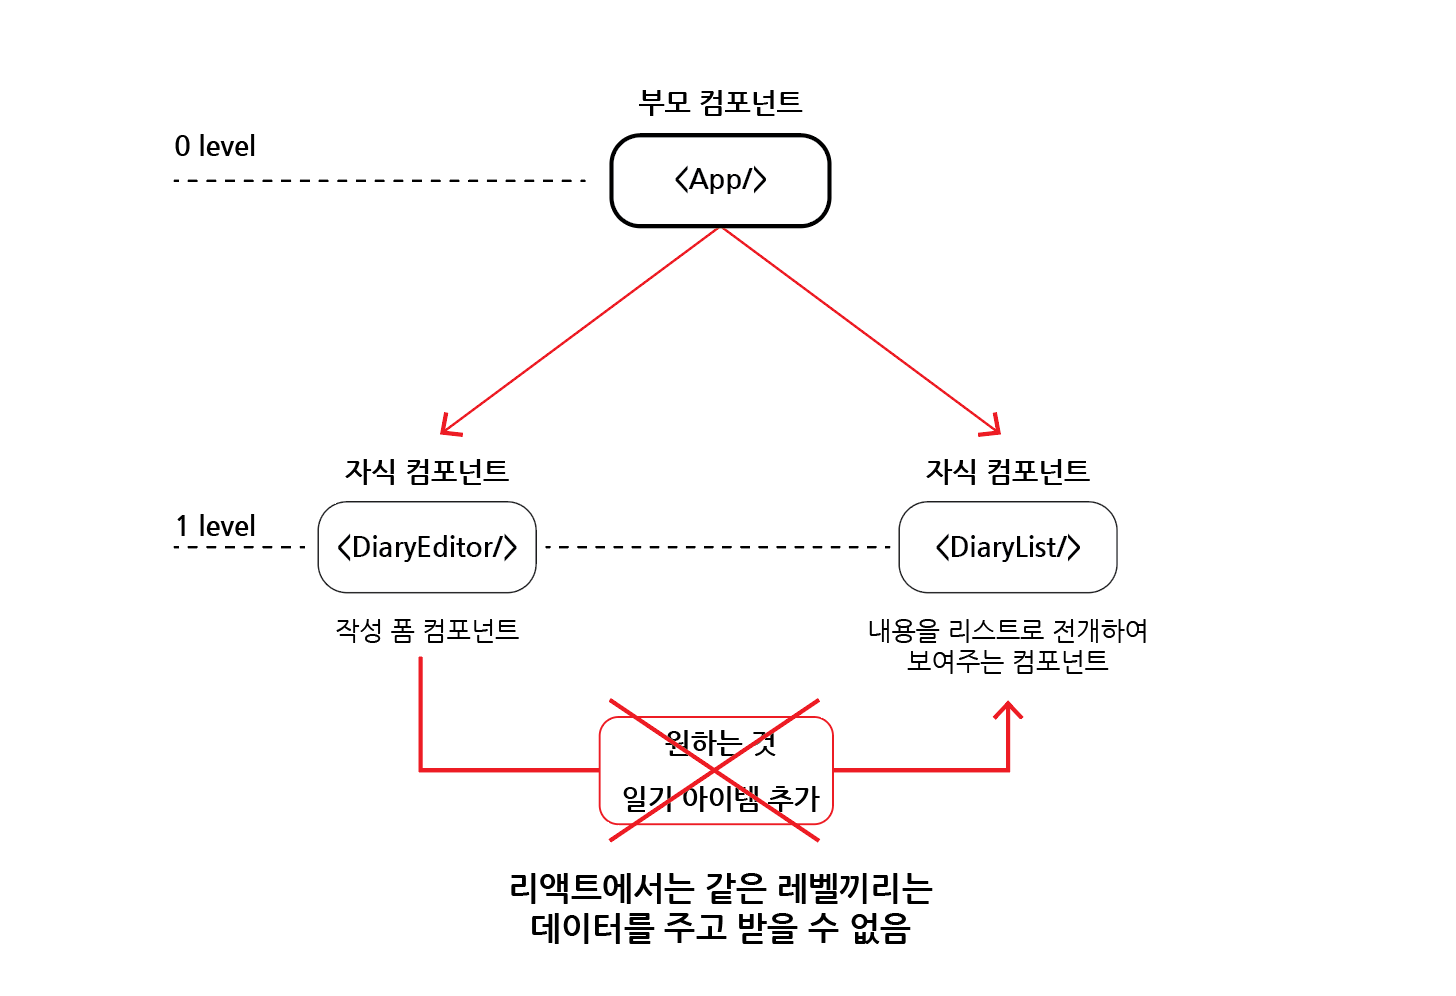 부모 컴포넌트
0 level
<App/>
자식 컴포넌트
자식 컴포넌트
1 level
<DiaryEditor/>
<DiaryList/>
작성 폼 컴포넌트
내용을 리스트로 전개하여
보여주는 컴포넌트
원하는 것
일기 아이템 추가
리액트에서는 같은 레벨끼리는
데이터를 주고 받을 수 없음